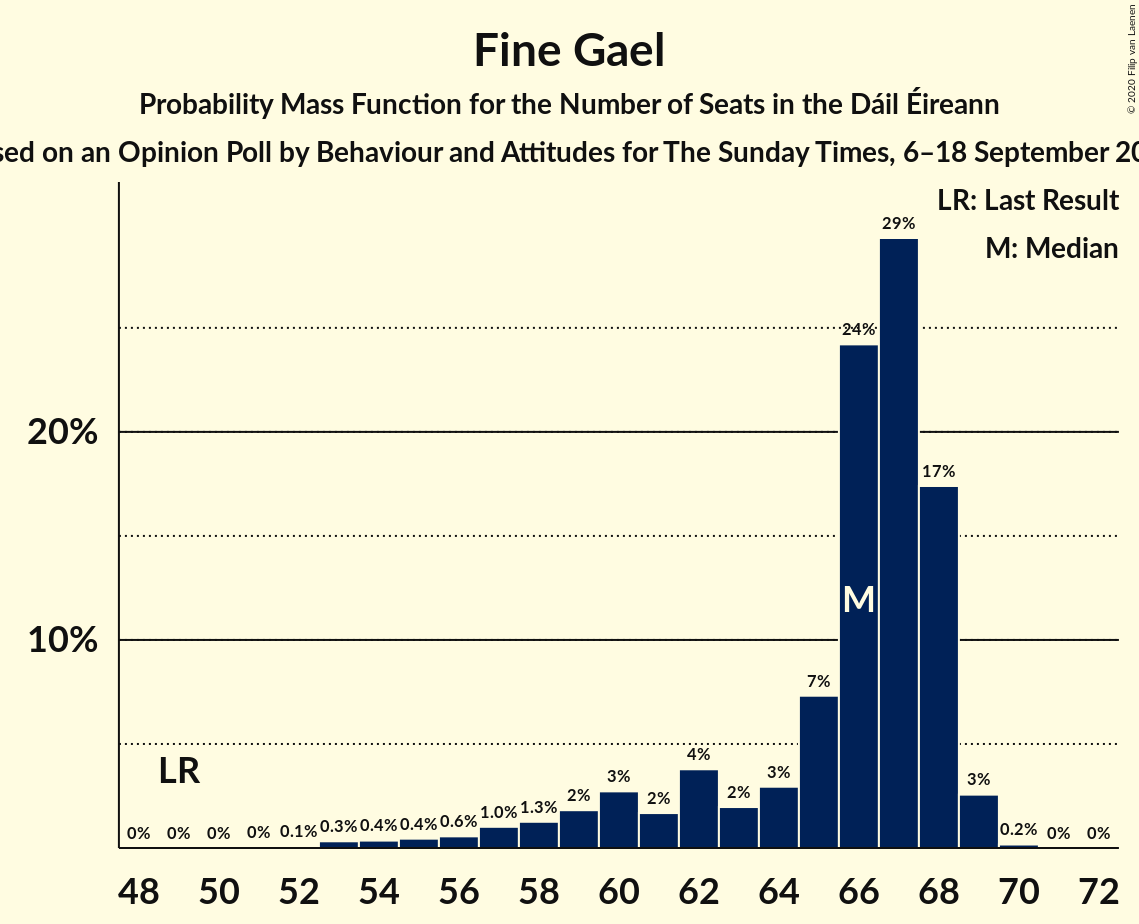 Fine Gael
Probability Mass Function for the Number of Seats in the Dáil Éireann
on an Opinion Poll by Behaviour and Attitudes for The Sunday Times, 6–18 September
© 2020 Filip van Laenen
LR: Last Result
M: Median
20%
10%
0% 0% 0% 0% 0.1% 0.3% 0.4% 0.4% 0.6% 1.0% 1.3% 2% 3% 2% 4% 2% 3% 7% 24% 29% 17% 3% 0.2% 0% 0%
LR
M
48 50 52 54 56 58 60 62 64 66 68 70 72